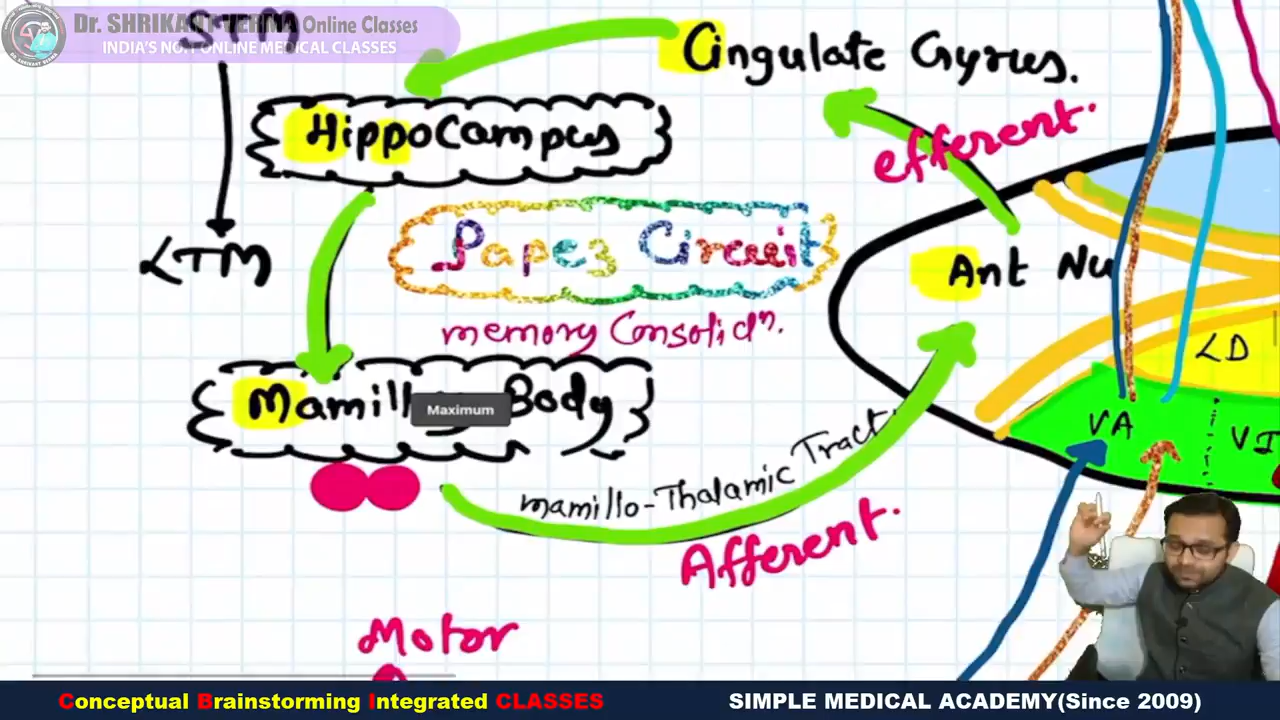 Dr. SHRIKANT VERMA Online Classes
INDIA'S NO.1 ONLINE MEDICAL CLASSES
STM
LTM
Cingulate Gyrus.
Hippocampus
efferent.
Papez Circuit
memory Consolidⁿ.
Ant Nu
LD
VA
Body
Maximum
mamillo-Thalamic Tract
Afferent.
Motor
Conceptual Brainstorming Integrated CLASSES
SIMPLE MEDICAL ACADEMY(Since 2009)